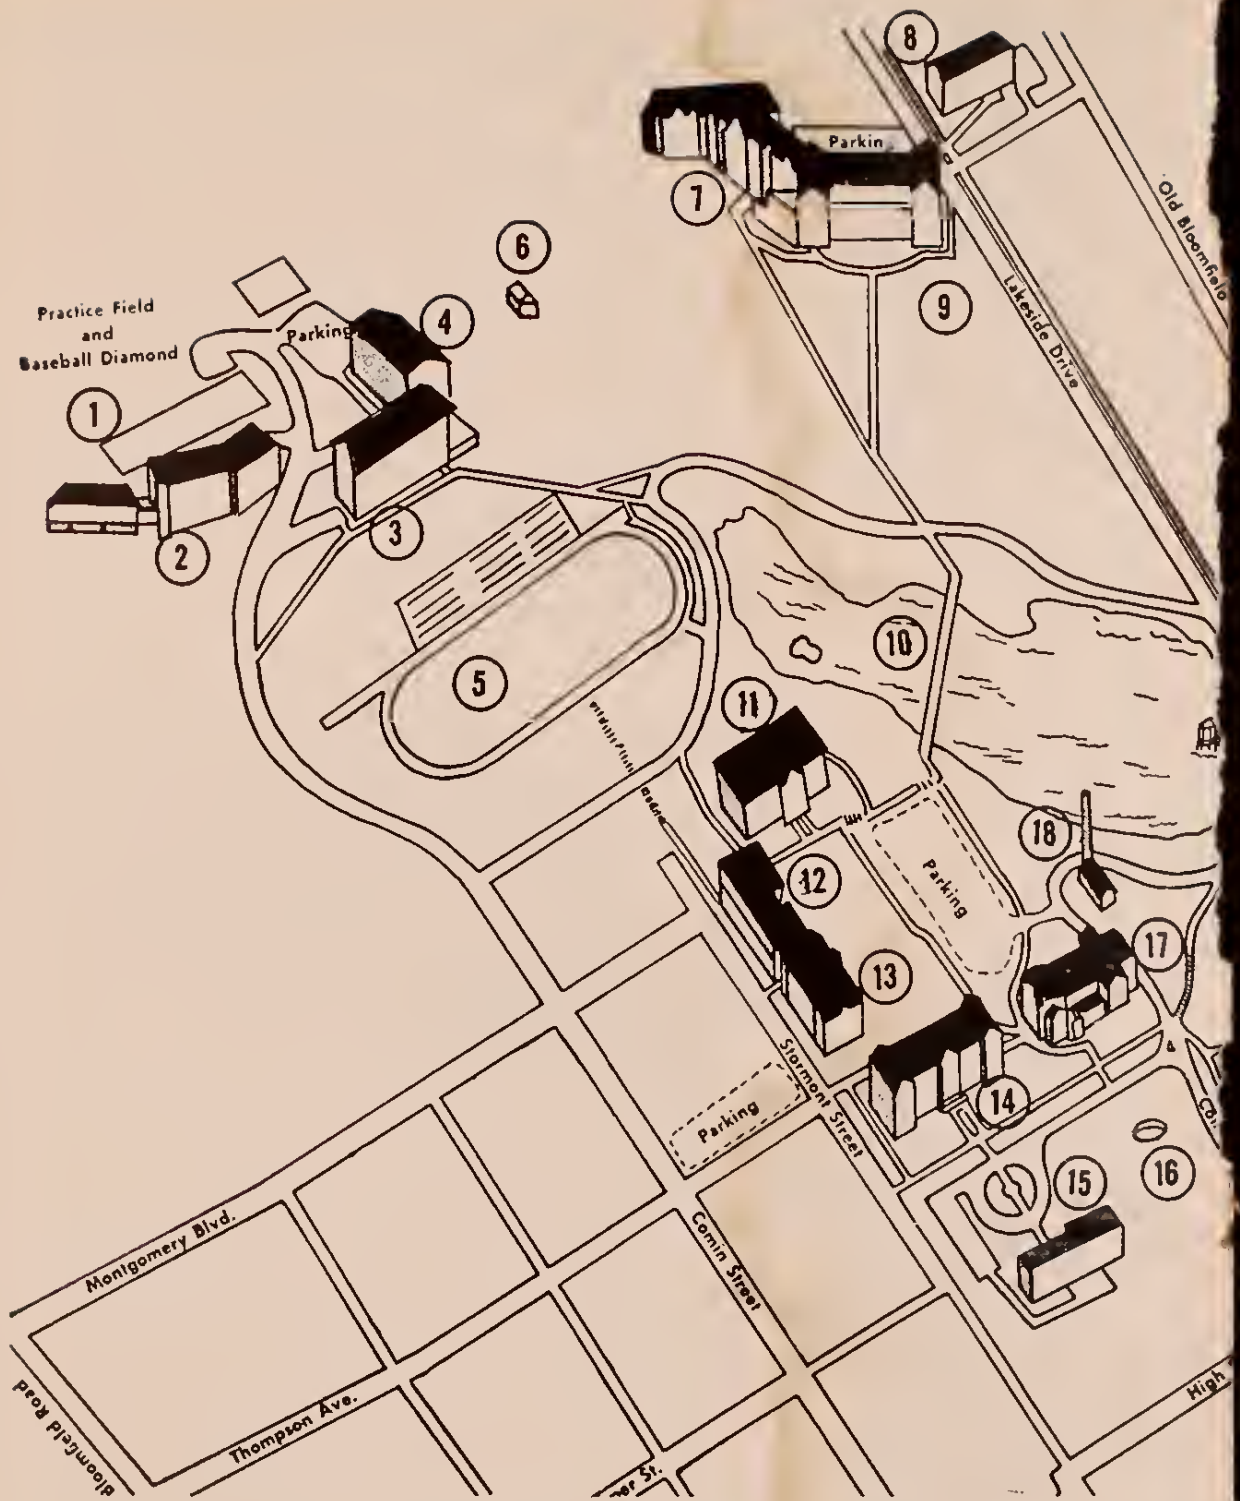 8
Parkin
7
Old Bloomfield
6
Practice Field
and
Baseball Diamond
Parking
4
9
Lakeside Drive
1
2
3
5
10
11
18
12
Parking
17
13
Stormont Street
14
Parking
15
16
Montgomery Blvd.
Comin Street
High
Thompson Ave.
Bloomfield Road